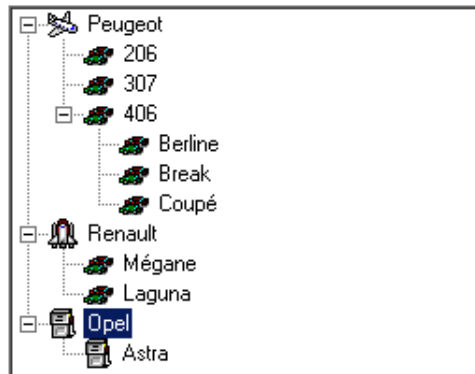 Peugeot
206
307
406
Berline
Break
Coupé
Renault
Mégane
Laguna
Opel
Astra